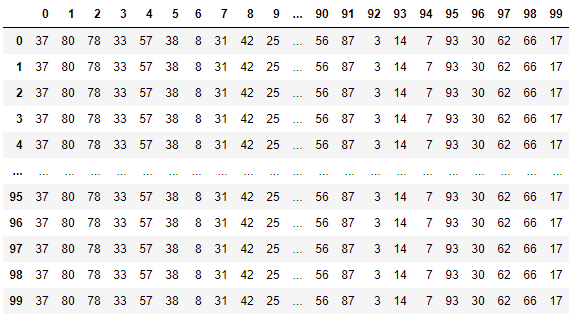 0 1 2 3 4 5 6 7 8 9 ... 90 91 92 93 94 95 96 97 98 99
0 37 80 78 33 57 38 8 31 42 25 ... 56 87 3 14 7 93 30 62 66 17
1 37 80 78 33 57 38 8 31 42 25 ... 56 87 3 14 7 93 30 62 66 17
2 37 80 78 33 57 38 8 31 42 25 ... 56 87 3 14 7 93 30 62 66 17
3 37 80 78 33 57 38 8 31 42 25 ... 56 87 3 14 7 93 30 62 66 17
4 37 80 78 33 57 38 8 31 42 25 ... 56 87 3 14 7 93 30 62 66 17
... ... ... ... ... ... ... ... ... ... ... ... ... ... ... ... ... ... ... ... ... ...
95 37 80 78 33 57 38 8 31 42 25 ... 56 87 3 14 7 93 30 62 66 17
96 37 80 78 33 57 38 8 31 42 25 ... 56 87 3 14 7 93 30 62 66 17
97 37 80 78 33 57 38 8 31 42 25 ... 56 87 3 14 7 93 30 62 66 17
98 37 80 78 33 57 38 8 31 42 25 ... 56 87 3 14 7 93 30 62 66 17
99 37 80 78 33 57 38 8 31 42 25 ... 56 87 3 14 7 93 30 62 66 17